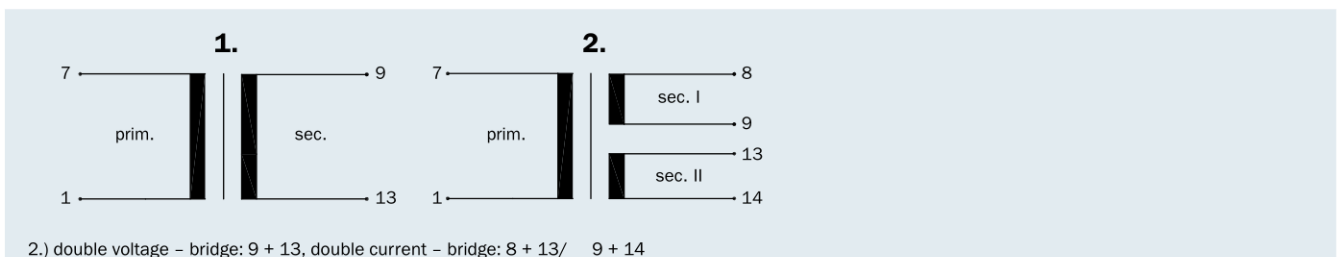 1. 2.
7 9 7 8
sec. I
prim. sec. prim. 9
13
sec. II
1 13 1 14
2.) double voltage – bridge: 9 + 13, double current – bridge: 8 + 13/ 9 + 14